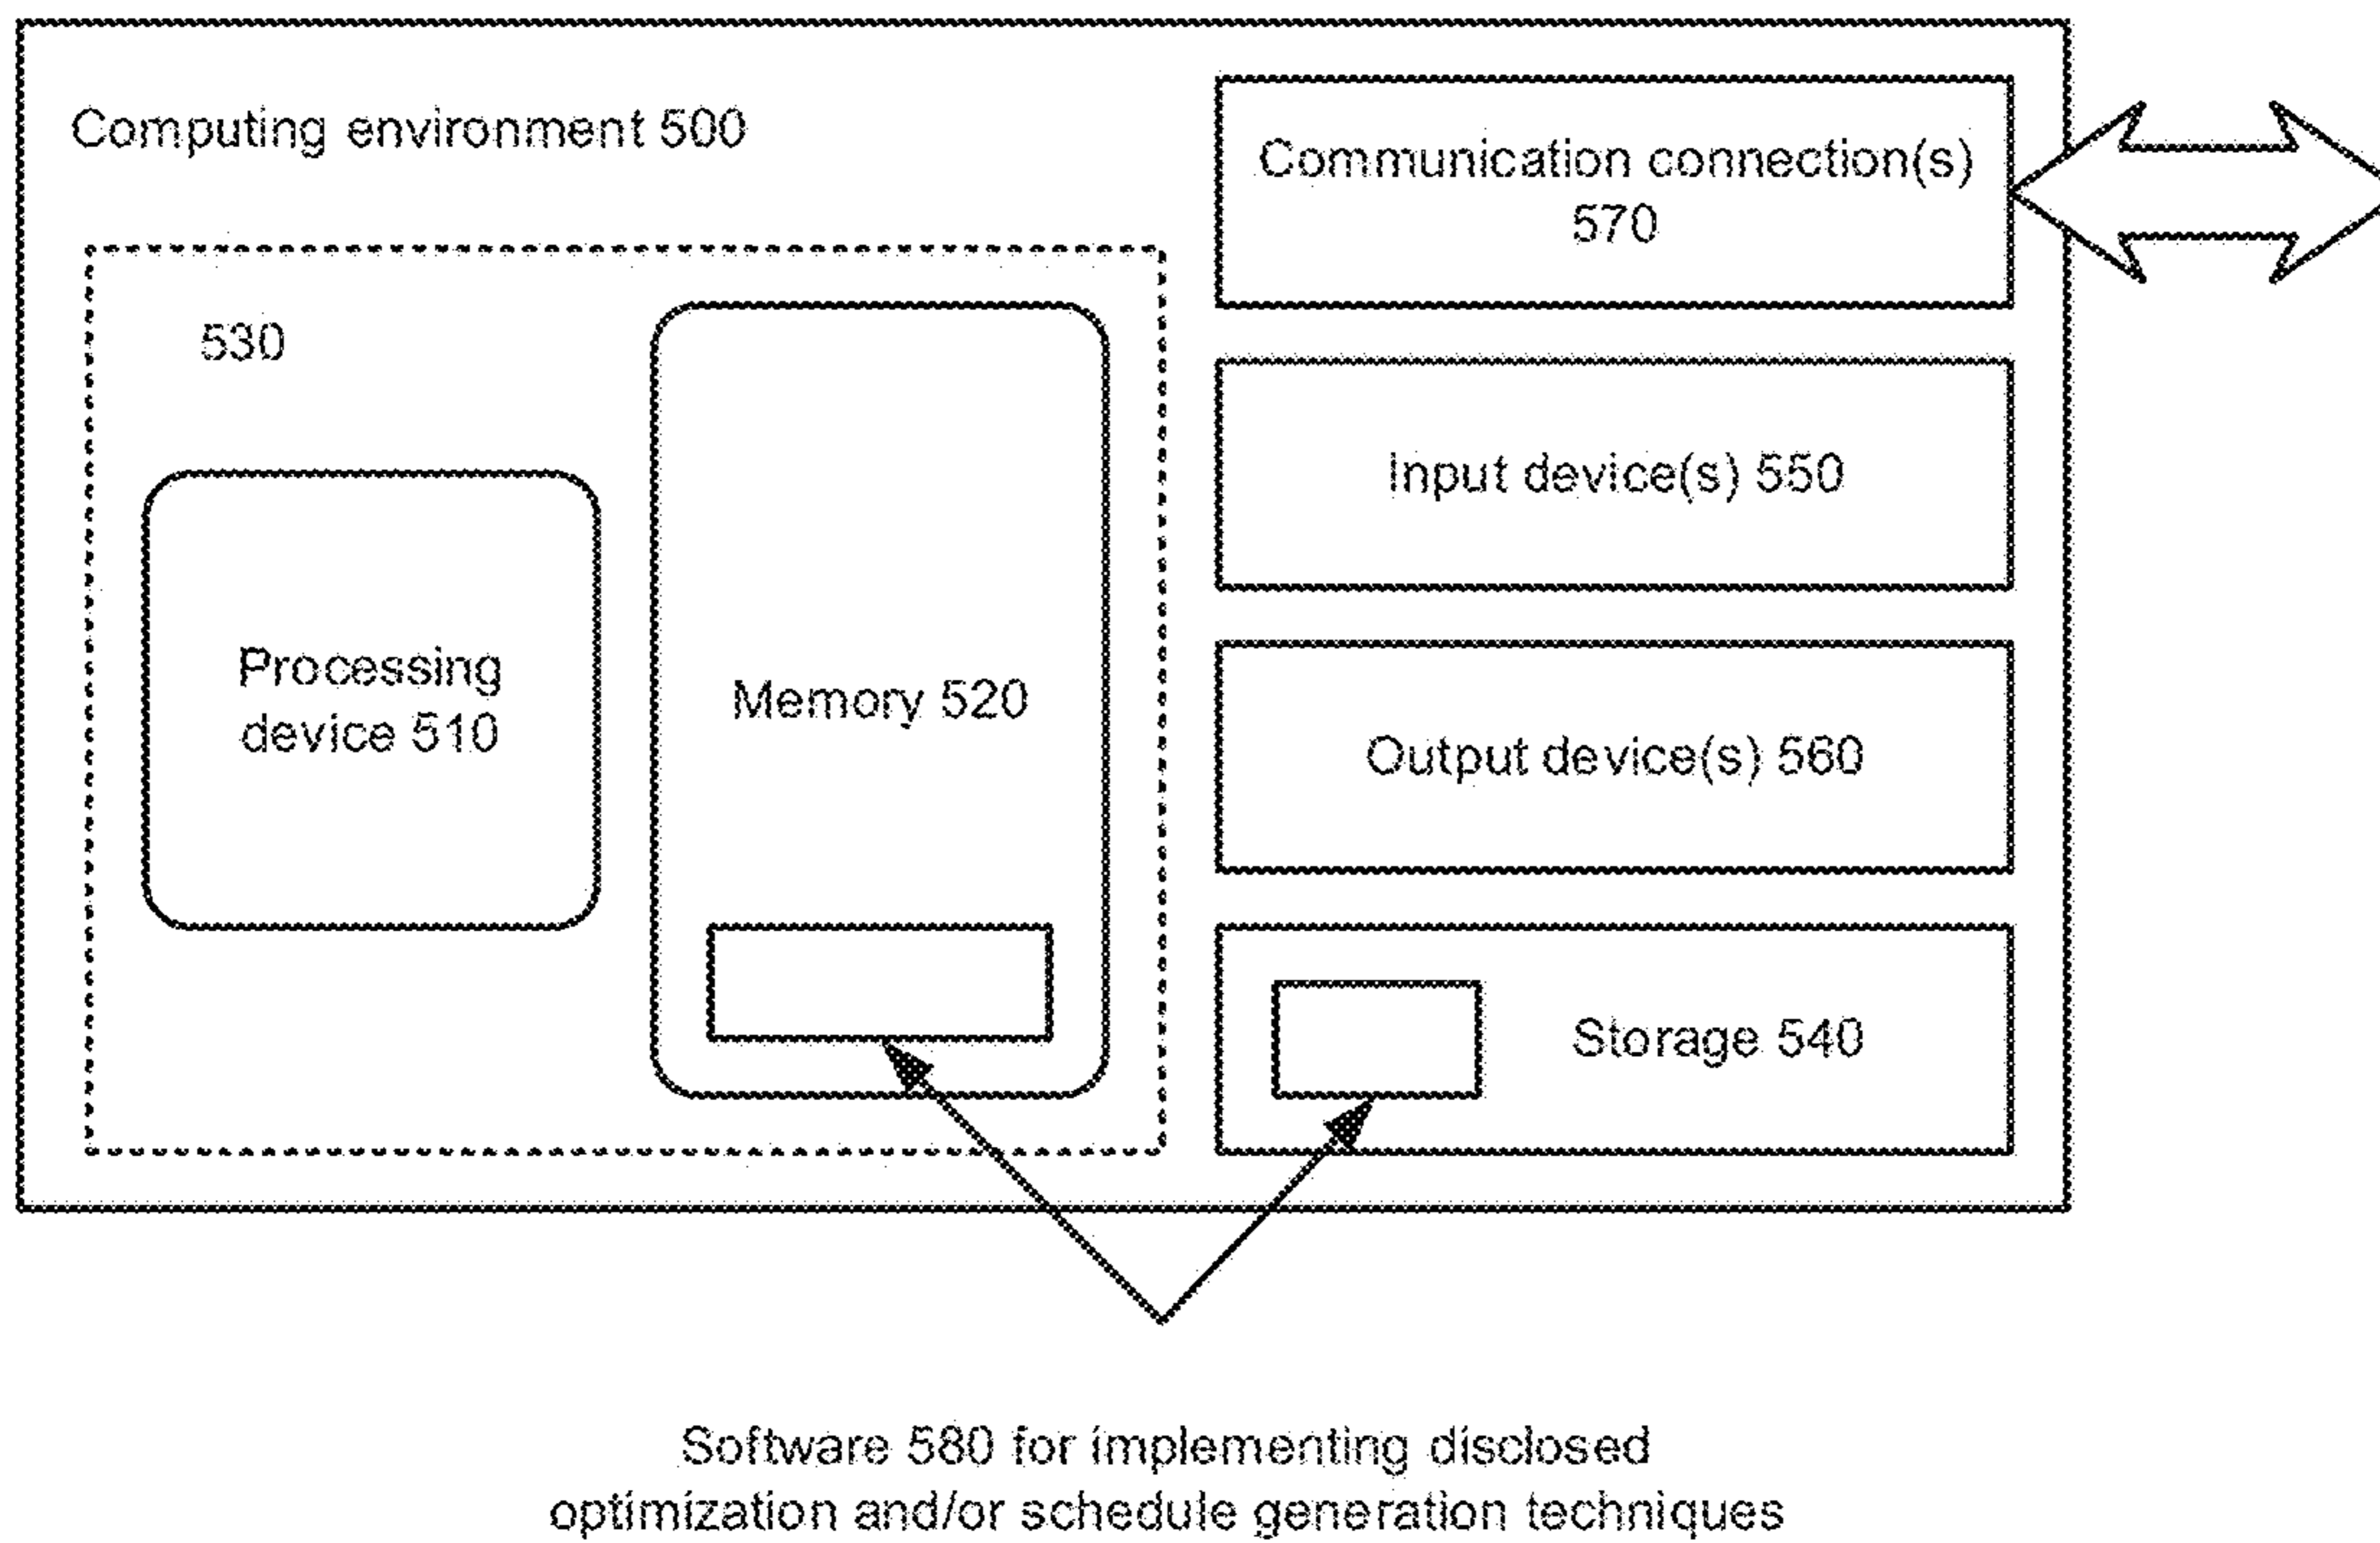 Computing environment 500
Communication connection(s)
570
530
Input device(s) 550
Processing
device 510
Memory 520
Output device(s) 560
Storage 540
Software 580 for implementing disclosed
optimization and/or schedule generation techniques